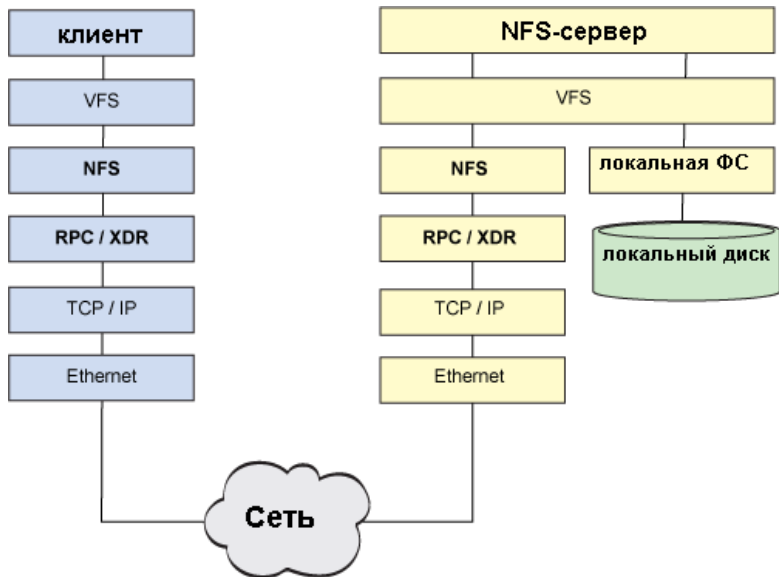 клиент
VFS
NFS
RPC / XDR
TCP / IP
Ethernet
NFS-сервер
VFS
NFS
RPC / XDR
TCP / IP
Ethernet
локальная ФС
локальный диск
Сеть